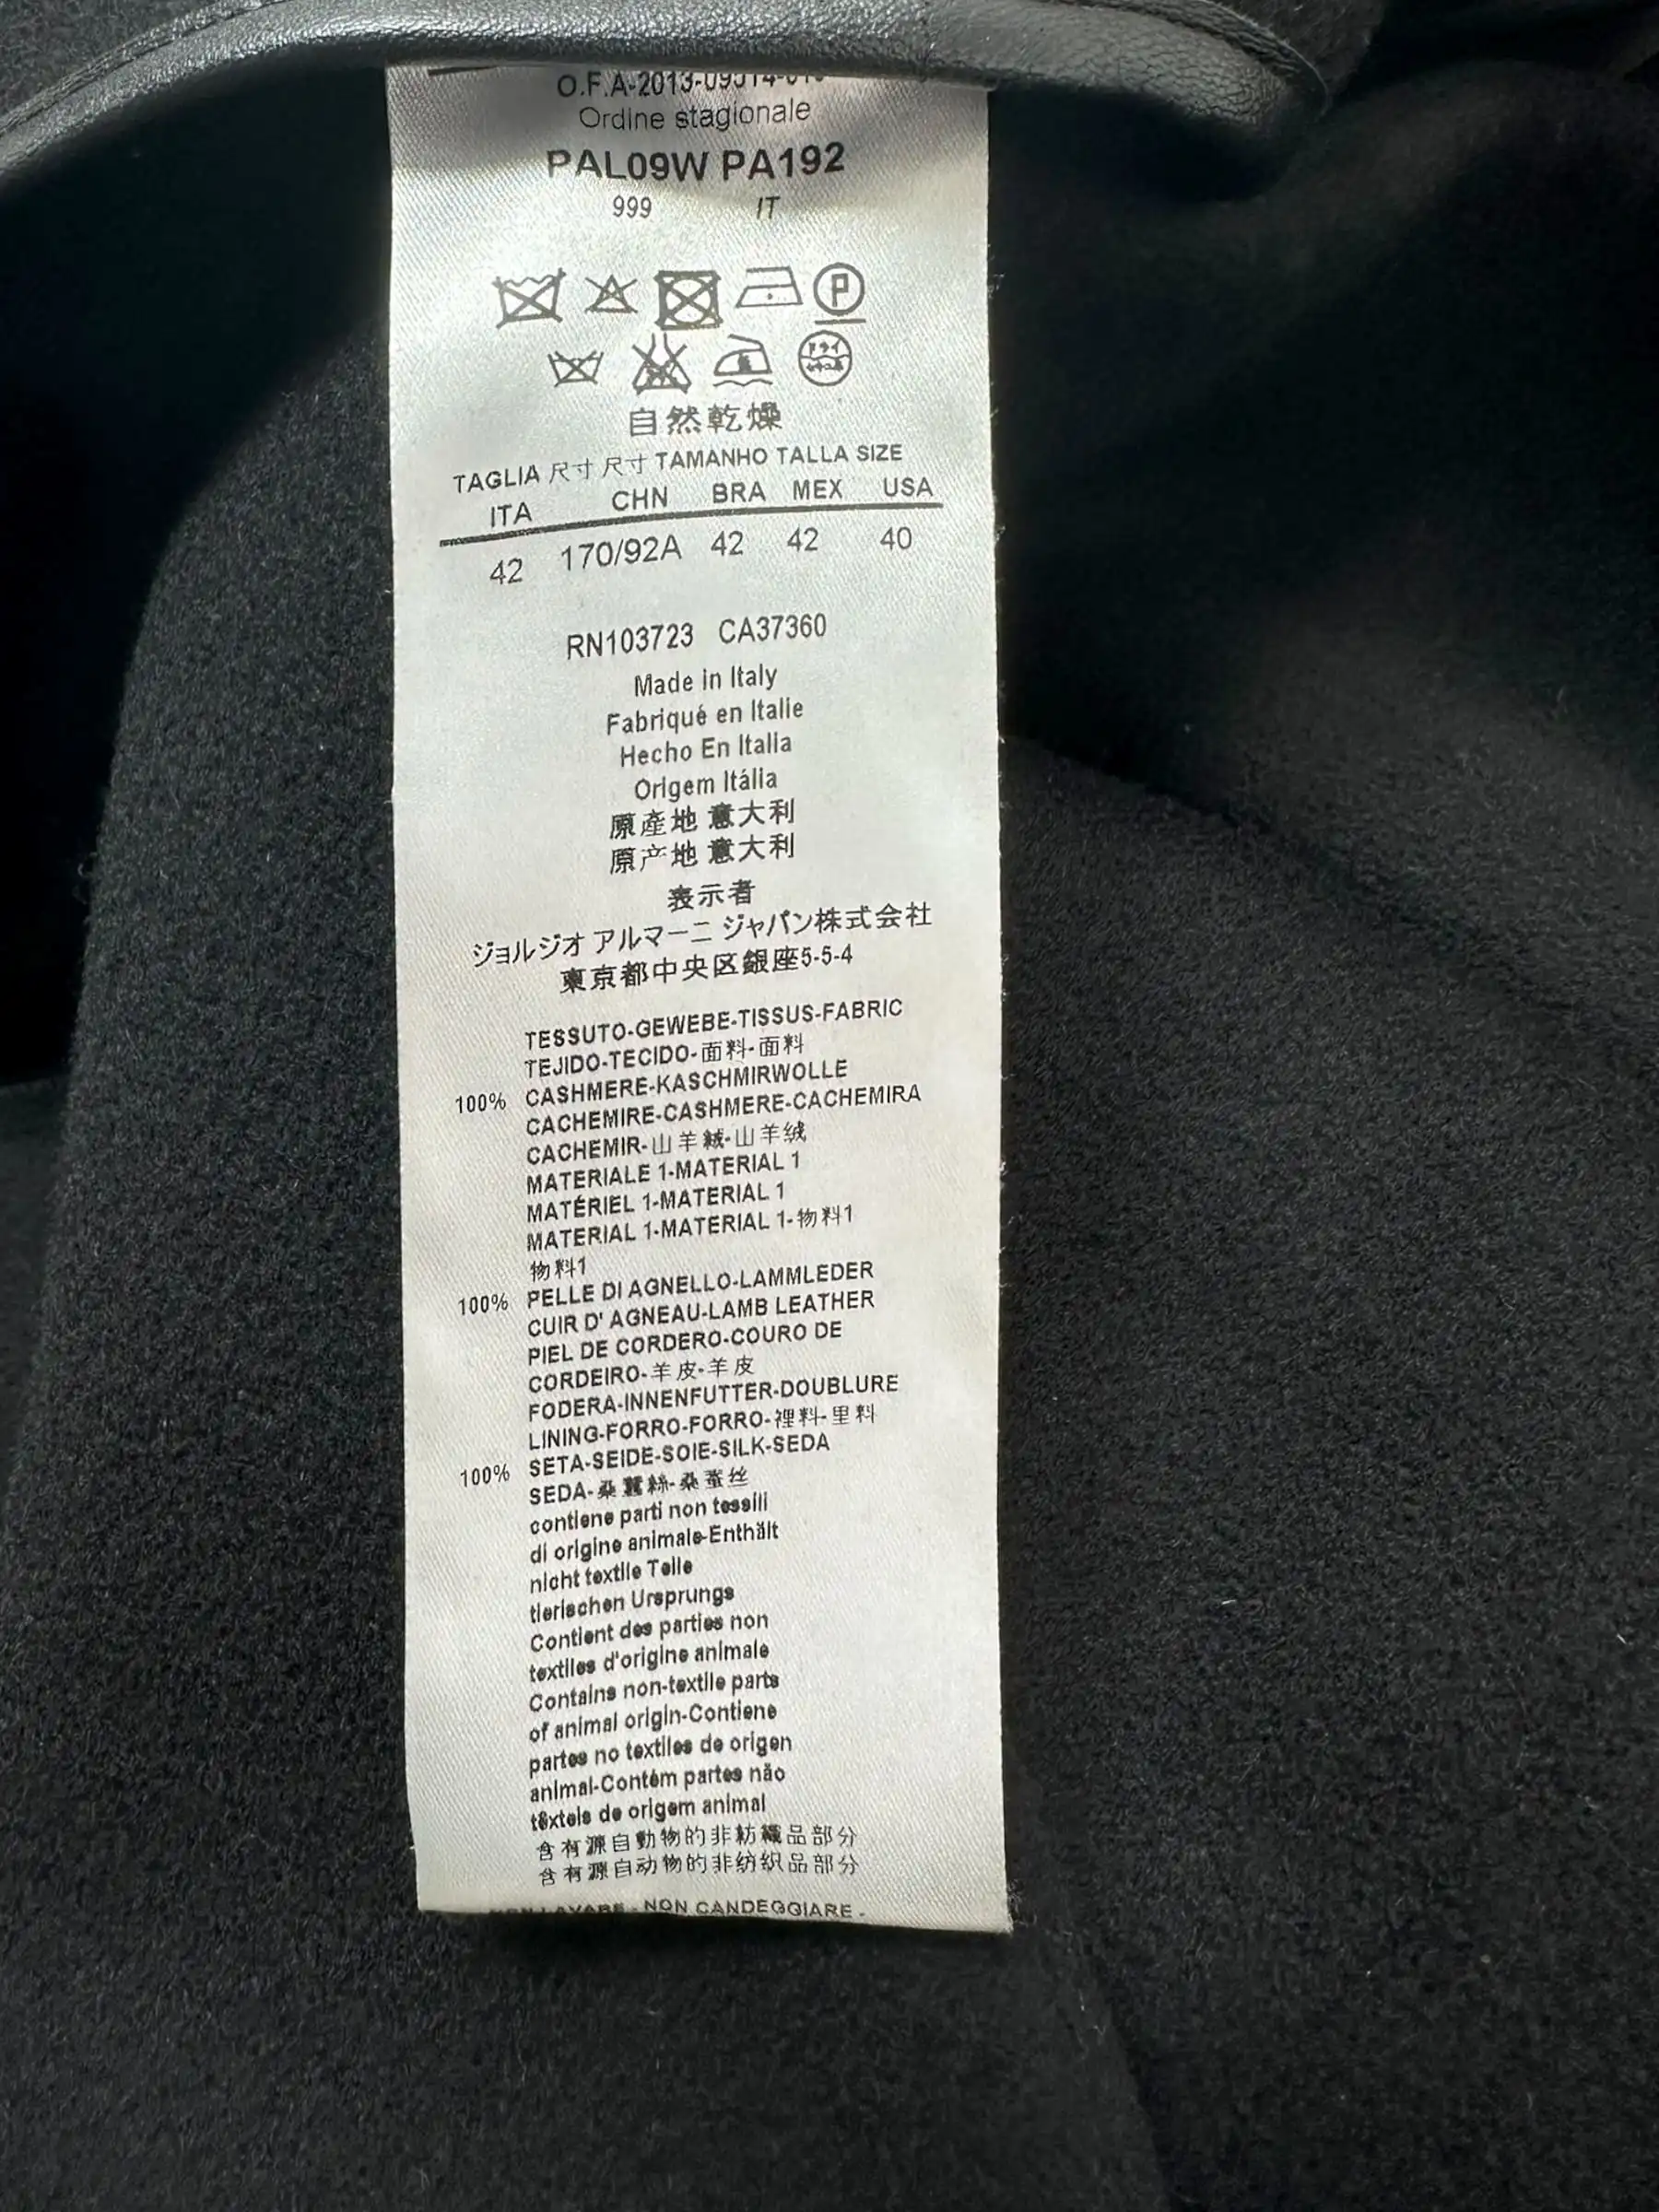 O.F.A-2013-09514-
Ordine stagionale
PAL09W PA192
999 IT
P
ドライ
自然乾燥
TAGLIA 尺寸 尺寸 TAMANHO TALLA SIZE
ITA CHN BRA MEX USA
42 170/92A 42 42 40
RN103723 CA37360
Made in Italy
Fabriqué en Italie
Hecho En Italia
Origem Itália
原產地 意大利
原产地 意大利
表示者
ジョルジオ アルマーニ ジャパン株式会社
東京都中央区銀座5-5-4
TESSUTO-GEWEBE-TISSUS-FABRIC
TEJIDO-TECIDO-面料-面料
100% CASHMERE-KASCHMIRWOLLE
CACHEMIRE-CASHMERE-CACHEMIRA
CACHEMIR-山羊絨-山羊绒
MATERIALE 1-MATERIAL 1
MATÉRIEL 1-MATERIAL 1
MATERIAL 1-MATERIAL 1-物料1
物料1
100% PELLE DI AGNELLO-LAMMLEDER
CUIR D' AGNEAU-LAMB LEATHER
PIEL DE CORDERO-COURO DE
CORDEIRO-羊皮-羊皮
FODERA-INNENFUTTER-DOUBLURE
LINING-FORRO-FORRO-裡料-里料
100% SETA-SEIDE-SOIE-SILK-SEDA
SEDA-桑蠶絲-桑蚕丝
contiene parti non tessili
di origine animale-Enthält
nicht textile Teile
tierischen Ursprungs
Contient des parties non
textiles d'origine animale
Contains non-textile parts
of animal origin-Contiene
partes no textiles de origen
animal-Contém partes não
têxteis de origem animal
含有源自動物的非紡織品部分
含有源自动物的非纺织品部分
NON LAVARE - NON CANDEGGIARE -